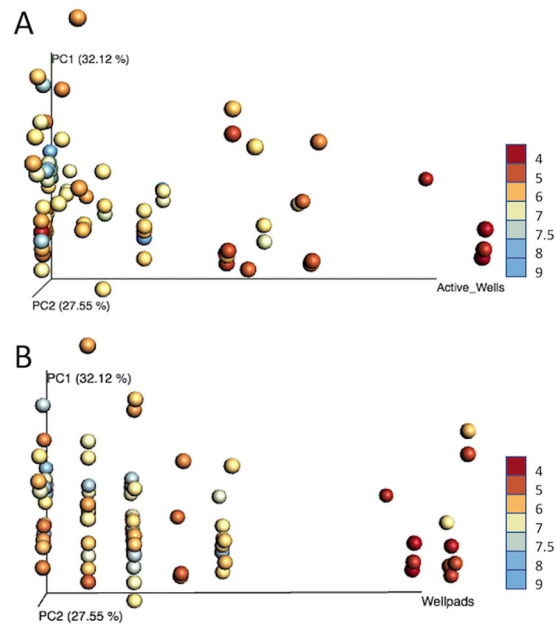 A
PC1 (32.12 %)
4
5
6
7
7.5
8
9
Active_Wells
PC2 (27.55 %)
B
PC1 (32.12 %)
4
5
6
7
7.5
8
9
Wellpads
PC2 (27.55 %)